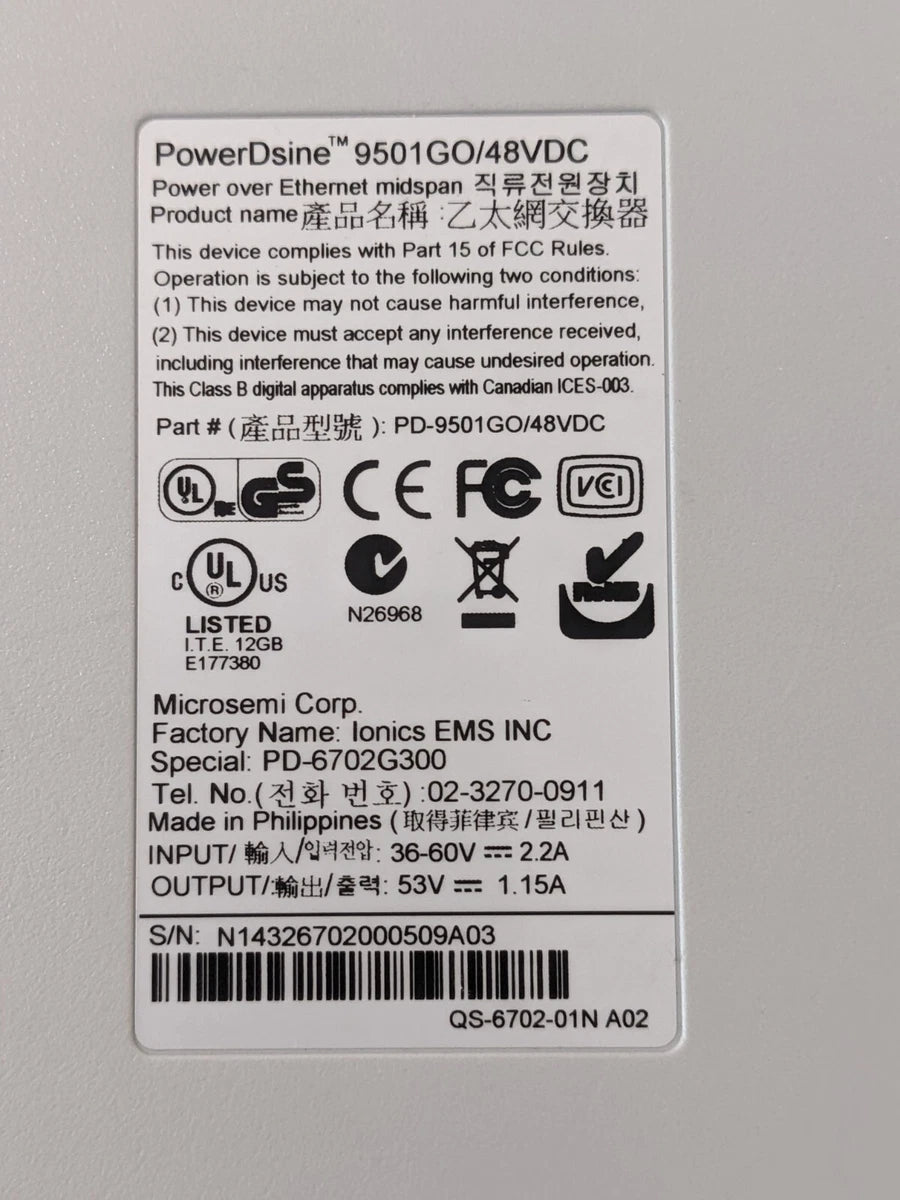 PowerDsine™ 9501GO/48VDC
Power over Ethernet midspan 직류전원장치
Product name 產品名稱 :乙太網交換器
This device complies with Part 15 of FCC Rules.
Operation is subject to the following two conditions:
(1) This device may not cause harmful interference,
(2) This device must accept any interference received,
including interference that may cause undesired operation.
This Class B digital apparatus complies with Canadian ICES-003.
Part # (產品型號 ): PD-9501GO/48VDC
UL GS CE FC VCCI
C UL ® US N26968 RoHS
LISTED
I.T.E. 12GB
E177380
Microsemi Corp.
Factory Name: Ionics EMS INC
Special: PD-6702G300
Tel. No.(전화 번호) :02-3270-0911
Made in Philippines (取得菲律宾/필리핀산)
INPUT/ 輸入/입력전압: 36-60V ⎓ 2.2A
OUTPUT/:輸出/출력: 53V ⎓ 1.15A
S/N: N14326702000509A03
QS-6702-01N A02